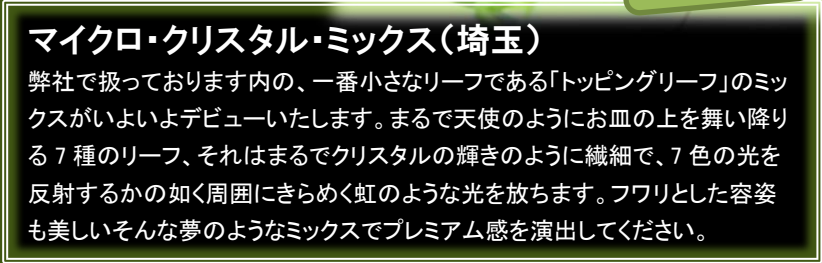 マイクロ・クリスタル・ミックス（埼玉）
弊社で扱っております内の、一番小さなリーフである「トッピングリーフ」のミッ
クスがいよいよデビューいたします。まるで天使のようにお皿の上を舞い降り
る 7 種のリーフ、それはまるでクリスタルの輝きのように繊細で、7 色の光を
反射するかの如く周囲にきらめく虹のような光を放ちます。フワリとした容姿
も美しいそんな夢のようなミックスでプレミアム感を演出してください。